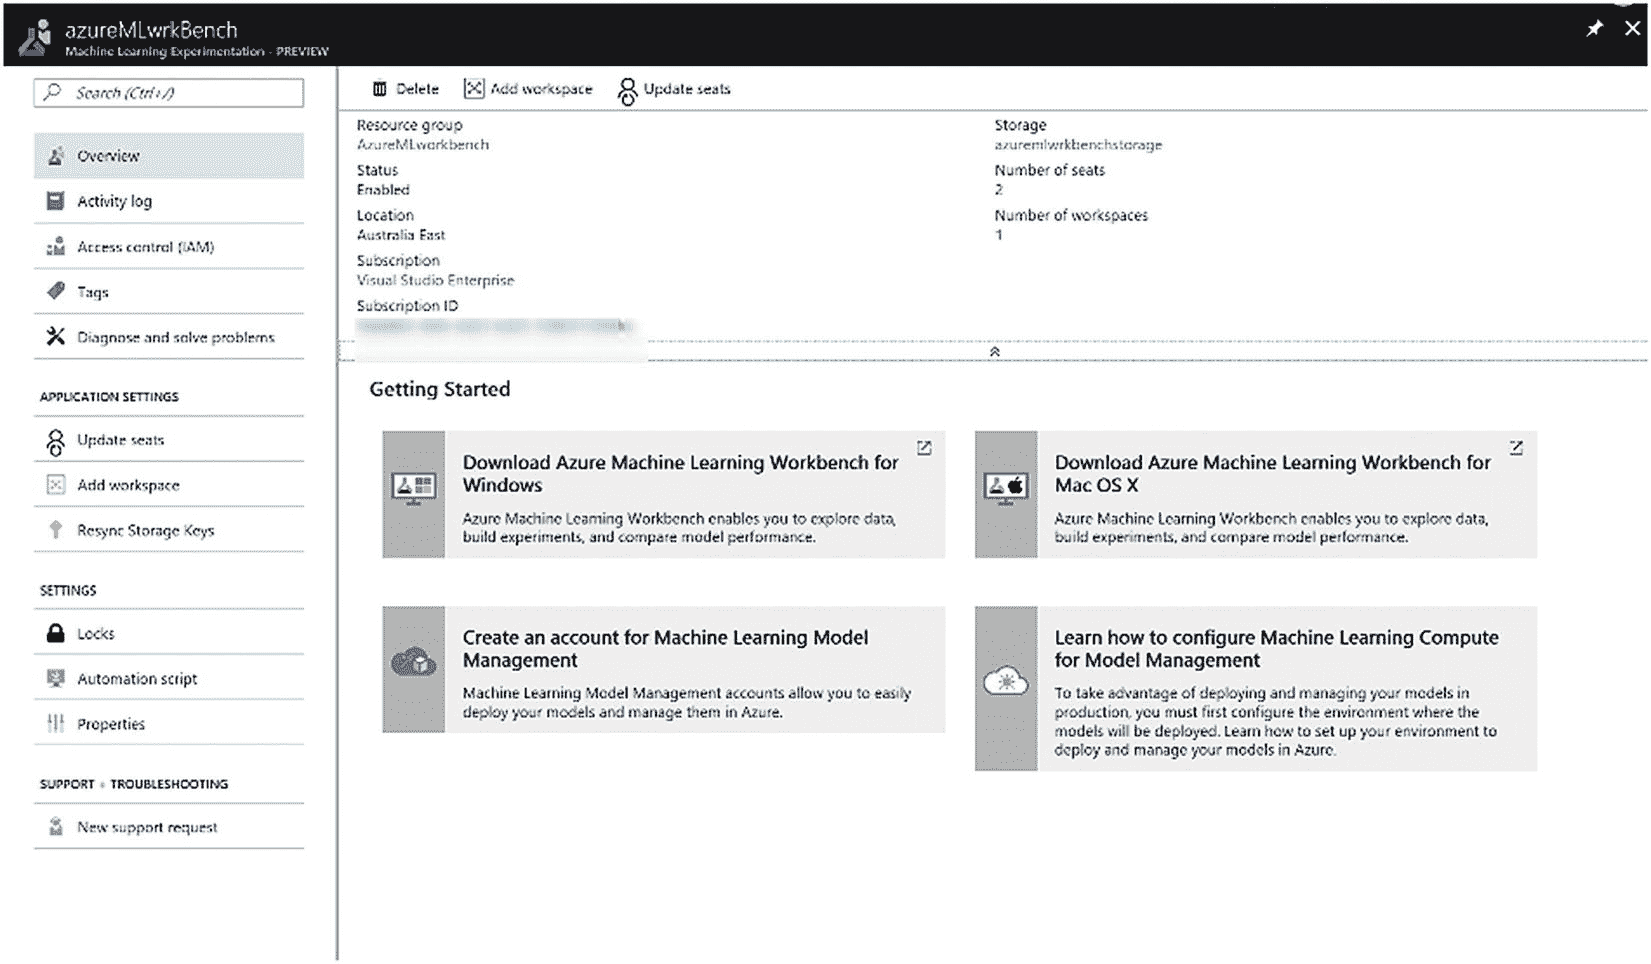 azureMLwrkBench
Machine Learning Experimentation - PREVIEW
Search (Ctrl+/)
Overview
Activity log
Access control (IAM)
Tags
Diagnose and solve problems
APPLICATION SETTINGS
Update seats
Add workspace
Resync Storage Keys
SETTINGS
Locks
Automation script
Properties
SUPPORT + TROUBLESHOOTING
New support request
Delete
Add workspace
Update seats
Resource group
AzureMLworkbench
Status
Enabled
Location
Australia East
Subscription
Visual Studio Enterprise
Subscription ID
Storage
azuremlwrkbenchstorage
Number of seats
2
Number of workspaces
1
Getting Started
Download Azure Machine Learning Workbench for
Windows
Azure Machine Learning Workbench enables you to explore data,
build experiments, and compare model performance.
Download Azure Machine Learning Workbench for
Mac OS X
Azure Machine Learning Workbench enables you to explore data,
build experiments, and compare model performance.
Create an account for Machine Learning Model
Management
Machine Learning Model Management accounts allow you to easily
deploy your models and manage them in Azure.
Learn how to configure Machine Learning Compute
for Model Management
To take advantage of deploying and managing your models in
production, you must first configure the environment where the
models will be deployed. Learn how to set up your environment to
deploy and manage your models in Azure.